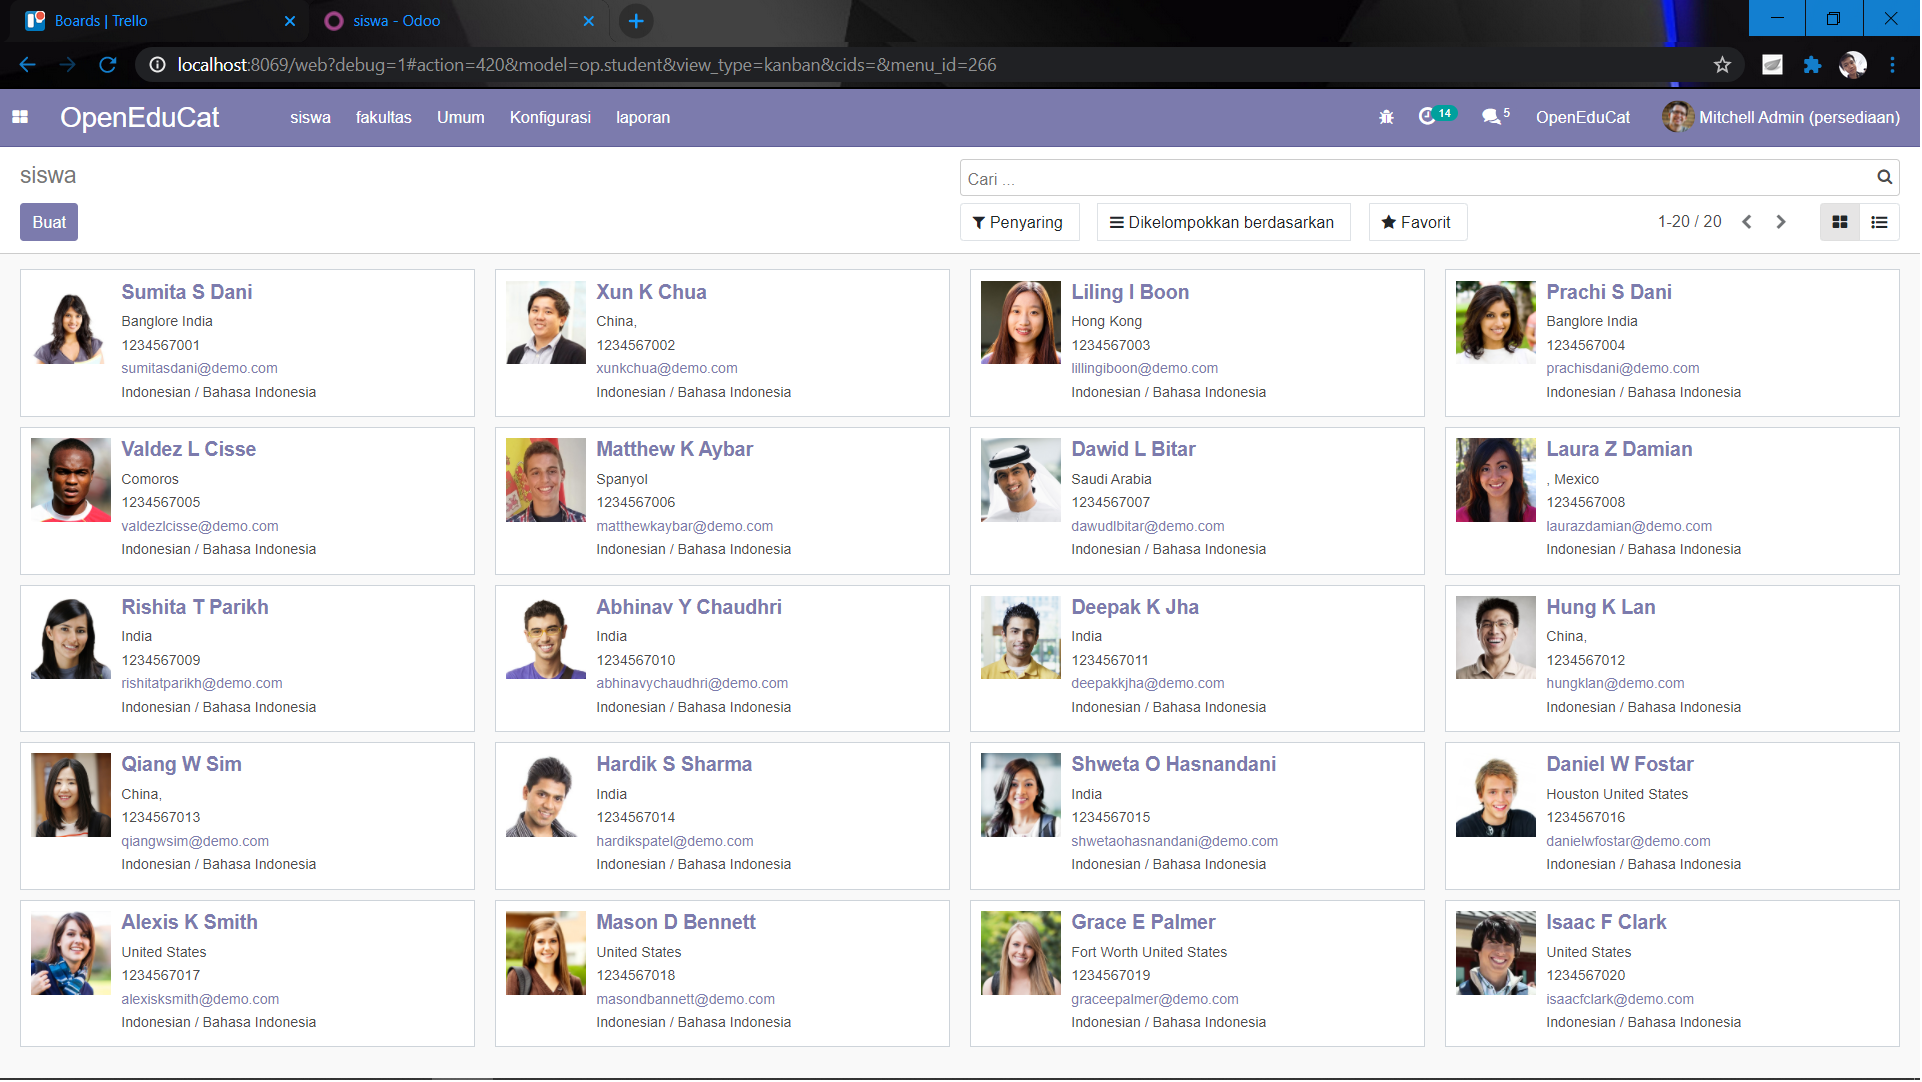 Boards | Trello
siswa - Odoo
localhost:8069/web?debug=1#action=420&model=op.student&view_type=kanban&cids=&menu_id=266
OpenEduCat siswa fakultas Umum Konfigurasi laporan 14 5 OpenEduCat Mitchell Admin (persediaan)
siswa
Cari ...
Buat
Penyaring Dikelompokkan berdasarkan Favorit 1-20 / 20
Sumita S Dani
Banglore India
1234567001
sumitasdani@demo.com
Indonesian / Bahasa Indonesia
Xun K Chua
China,
1234567002
xunkchua@demo.com
Indonesian / Bahasa Indonesia
Liling I Boon
Hong Kong
1234567003
lillingiboon@demo.com
Indonesian / Bahasa Indonesia
Prachi S Dani
Banglore India
1234567004
prachisdani@demo.com
Indonesian / Bahasa Indonesia
Valdez L Cisse
Comoros
1234567005
valdezlcisse@demo.com
Indonesian / Bahasa Indonesia
Matthew K Aybar
Spanyol
1234567006
matthewkaybar@demo.com
Indonesian / Bahasa Indonesia
Dawid L Bitar
Saudi Arabia
1234567007
dawudlbitar@demo.com
Indonesian / Bahasa Indonesia
Laura Z Damian
, Mexico
1234567008
laurazdamian@demo.com
Indonesian / Bahasa Indonesia
Rishita T Parikh
India
1234567009
rishitatparikh@demo.com
Indonesian / Bahasa Indonesia
Abhinav Y Chaudhri
India
1234567010
abhinavychaudhri@demo.com
Indonesian / Bahasa Indonesia
Deepak K Jha
India
1234567011
deepakkjha@demo.com
Indonesian / Bahasa Indonesia
Hung K Lan
China,
1234567012
hungklan@demo.com
Indonesian / Bahasa Indonesia
Qiang W Sim
China,
1234567013
qiangwsim@demo.com
Indonesian / Bahasa Indonesia
Hardik S Sharma
India
1234567014
hardikspatel@demo.com
Indonesian / Bahasa Indonesia
Shweta O Hasnandani
India
1234567015
shwetaohasnandani@demo.com
Indonesian / Bahasa Indonesia
Daniel W Fostar
Houston United States
1234567016
danielwfostar@demo.com
Indonesian / Bahasa Indonesia
Alexis K Smith
United States
1234567017
alexisksmith@demo.com
Indonesian / Bahasa Indonesia
Mason D Bennett
United States
1234567018
masondbannett@demo.com
Indonesian / Bahasa Indonesia
Grace E Palmer
Fort Worth United States
1234567019
graceepalmer@demo.com
Indonesian / Bahasa Indonesia
Isaac F Clark
United States
1234567020
isaacfclark@demo.com
Indonesian / Bahasa Indonesia